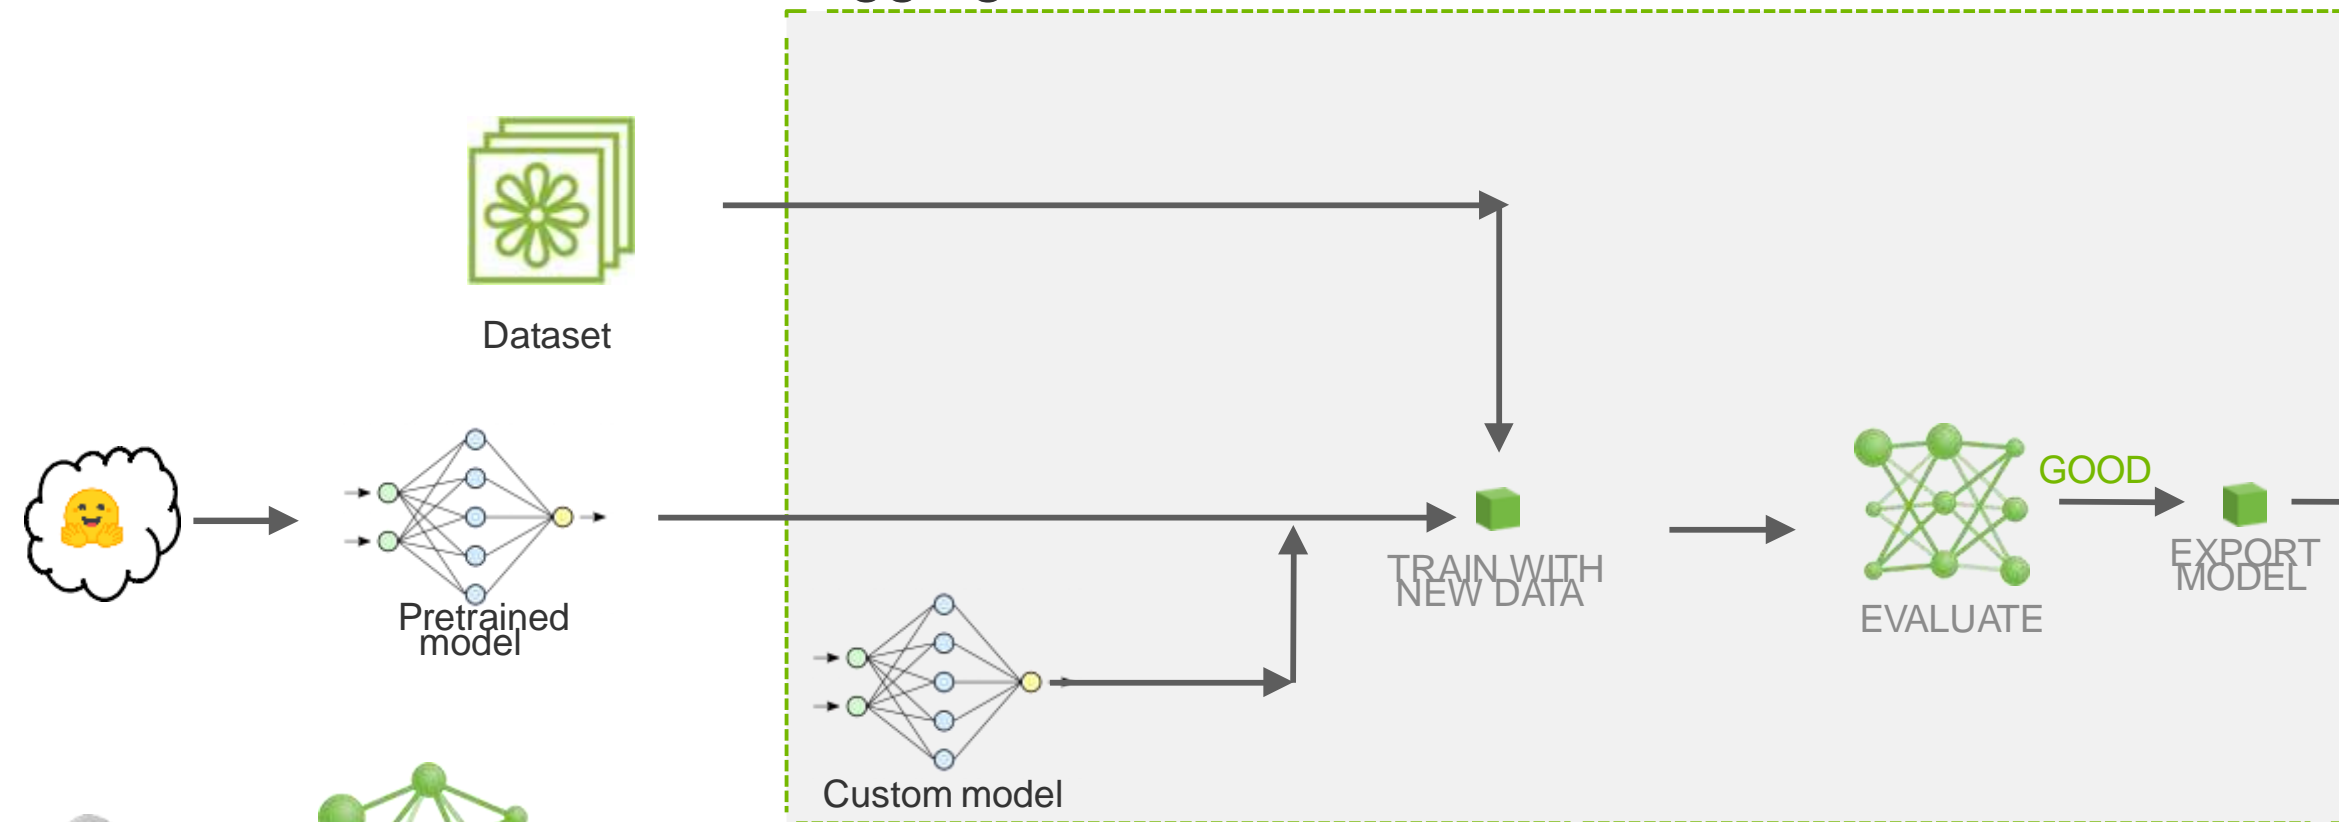 Dataset
GOOD
Pretrained
model
TRAIN WITH
NEW DATA
EVALUATE
EXPORT
MODEL
Custom model